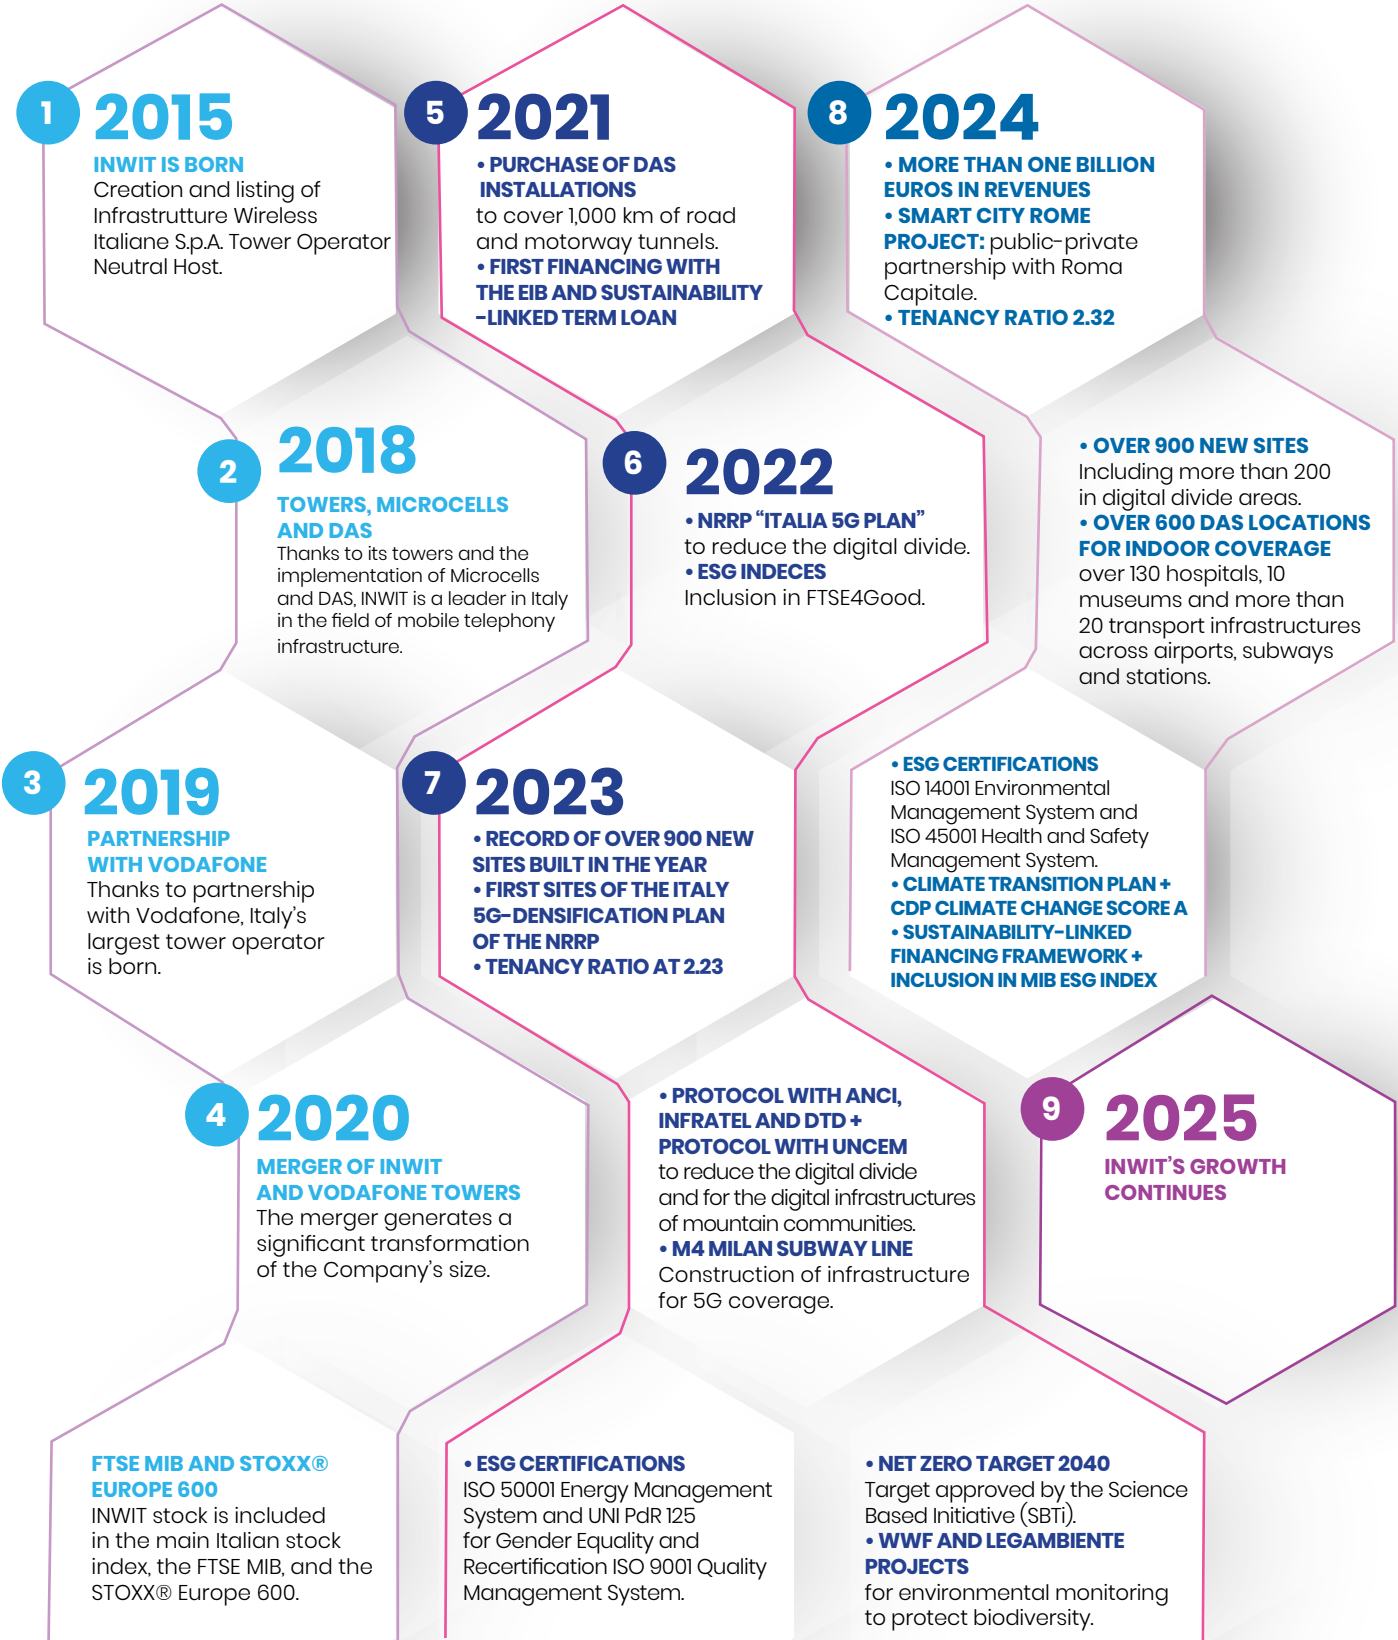 1
2015
INWIT IS BORN
Creation and listing of
Infrastrutture Wireless
Italiane S.p.A. Tower Operator
Neutral Host.
2
2018
TOWERS, MICROCELLS
AND DAS
Thanks to its towers and the
implementation of Microcells
and DAS, INWIT is a leader in Italy
in the field of mobile telephony
infrastructure.
3
2019
PARTNERSHIP
WITH VODAFONE
Thanks to partnership
with Vodafone, Italy's
largest tower operator
is born.
4
2020
MERGER OF INWIT
AND VODAFONE TOWERS
The merger generates a
significant transformation
of the Company's size.
FTSE MIB AND STOXX®
EUROPE 600
INWIT stock is included
in the main Italian stock
index, the FTSE MIB, and the
STOXX® Europe 600.
5
2021
• PURCHASE OF DAS
INSTALLATIONS
to cover 1,000 km of road
and motorway tunnels.
• FIRST FINANCING WITH
THE EIB AND SUSTAINABILITY
-LINKED TERM LOAN
6
2022
• NRRP “ITALIA 5G PLAN”
to reduce the digital divide.
• ESG INDECES
Inclusion in FTSE4Good.
7
2023
• RECORD OF OVER 900 NEW
SITES BUILT IN THE YEAR
• FIRST SITES OF THE ITALY
5G-DENSIFICATION PLAN
OF THE NRRP
• TENANCY RATIO AT 2.23
• PROTOCOL WITH ANCI,
INFRATEL AND DTD +
PROTOCOL WITH UNCEM
to reduce the digital divide
and for the digital infrastructures
of mountain communities.
• M4 MILAN SUBWAY LINE
Construction of infrastructure
for 5G coverage.
• ESG CERTIFICATIONS
ISO 50001 Energy Management
System and UNI PdR 125
for Gender Equality and
Recertification ISO 9001 Quality
Management System.
• NET ZERO TARGET 2040
Target approved by the Science
Based Initiative (SBTi).
• WWF AND LEGAMBIENTE
PROJECTS
for environmental monitoring
to protect biodiversity.
8
2024
• MORE THAN ONE BILLION
EUROS IN REVENUES
• SMART CITY ROME
PROJECT: public-private
partnership with Roma
Capitale.
• TENANCY RATIO 2.32
• OVER 900 NEW SITES
Including more than 200
in digital divide areas.
• OVER 600 DAS LOCATIONS
FOR INDOOR COVERAGE
over 130 hospitals, 10
museums and more than
20 transport infrastructures
across airports, subways
and stations.
• ESG CERTIFICATIONS
ISO 14001 Environmental
Management System and
ISO 45001 Health and Safety
Management System.
• CLIMATE TRANSITION PLAN +
CDP CLIMATE CHANGE SCORE A
• SUSTAINABILITY-LINKED
FINANCING FRAMEWORK +
INCLUSION IN MIB ESG INDEX
9
2025
INWIT'S GROWTH
CONTINUES